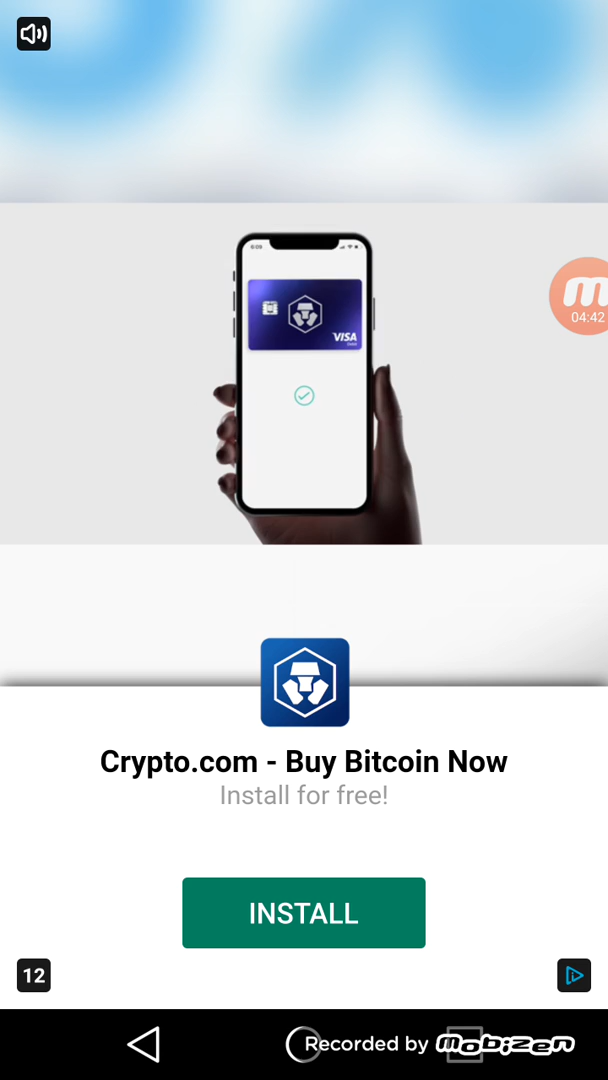 6:09
VISA
Debit
04:42
Crypto.com - Buy Bitcoin Now
Install for free!
INSTALL
12
Recorded by mobizen